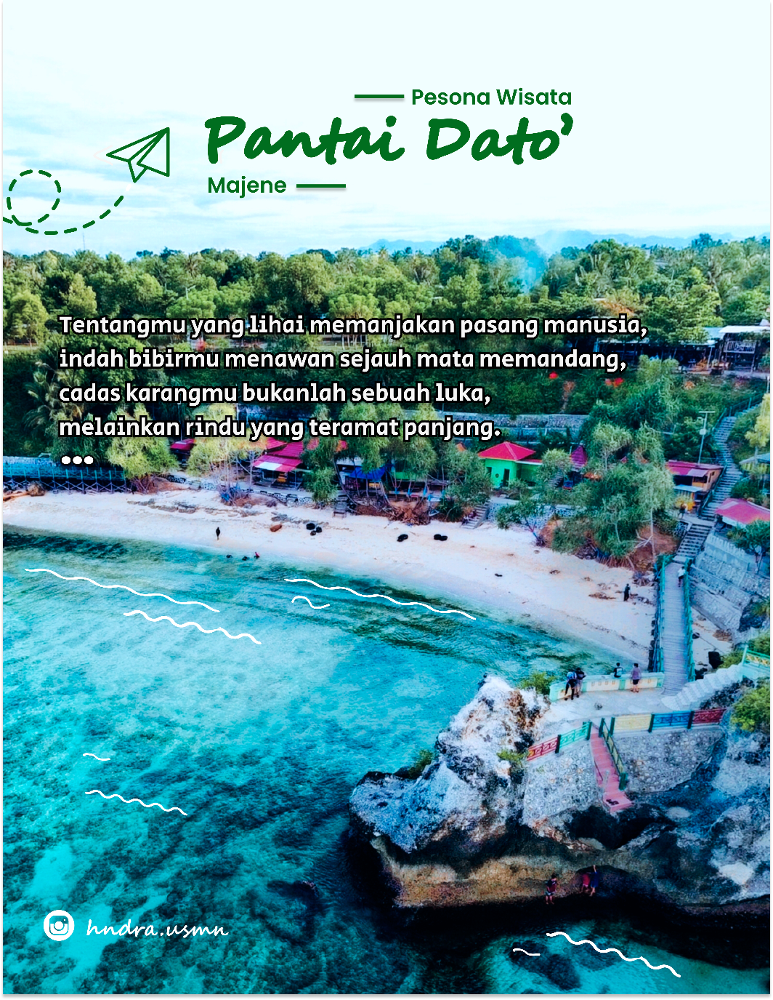 Pesona Wisata
Pantai Dato'
Majene
Tentangmu yang lihai memanjakan pasang manusia,
indah bibirmu menawan sejauh mata memandang,
cadas karangmu bukanlah sebuah luka,
melainkan rindu yang teramat panjang.
•••
hndra.usmn